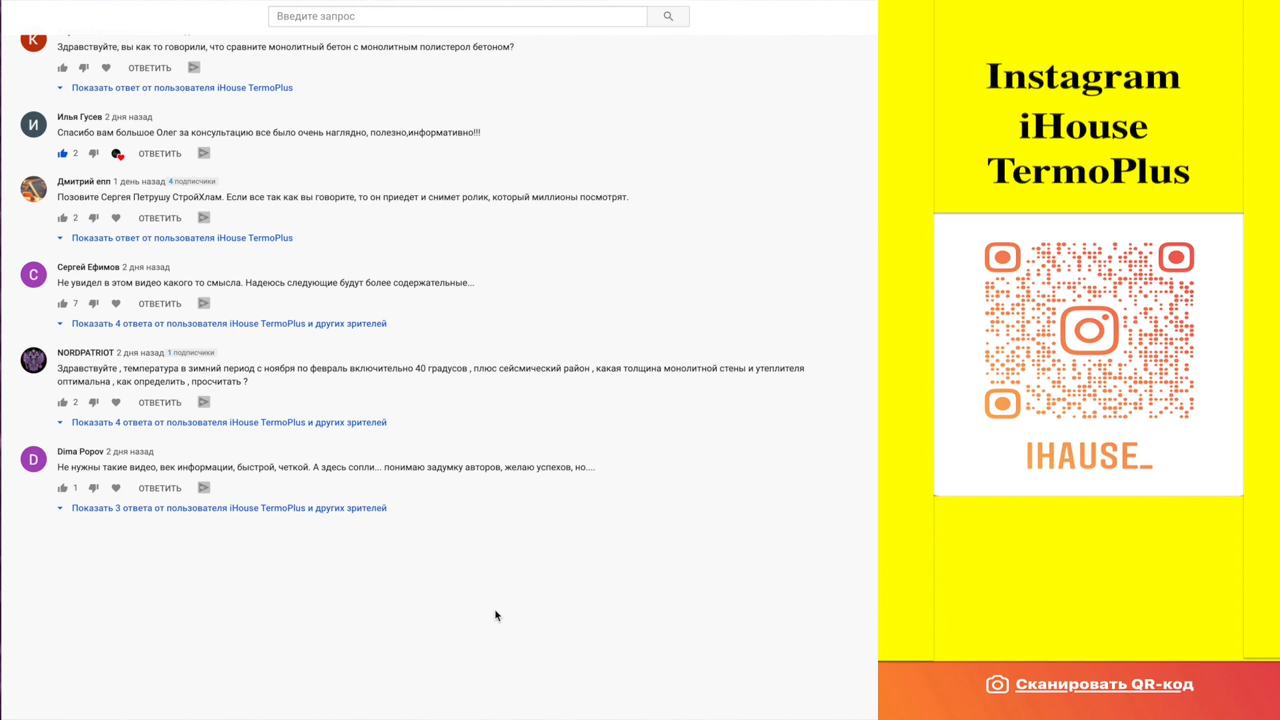 Введите запрос
К
Здравствуйте, вы как то говорили, что сравните монолитный бетон с монолитным полистерол бетоном?
ОТВЕТИТЬ
Показать ответ от пользователя iHouse TermoPlus
И
Илья Гусев 2 дня назад
Спасибо вам большое Олег за консультацию все было очень наглядно, полезно,информативно!!!
2 ОТВЕТИТЬ
Дмитрий епп 1 день назад 4 подписчики
Позовите Сергея Петрушу СтройХлам. Если все так как вы говорите, то он приедет и снимет ролик, который миллионы посмотрят.
2 ОТВЕТИТЬ
Показать ответ от пользователя iHouse TermoPlus
С
Сергей Ефимов 2 дня назад
Не увидел в этом видео какого то смысла. Надеюсь следующие будут более содержательные...
7 ОТВЕТИТЬ
Показать 4 ответа от пользователя iHouse TermoPlus и других зрителей
NORDPATRIOT 2 дня назад 1 подписчики
Здравствуйте , температура в зимний период с ноября по февраль включительно 40 градусов , плюс сейсмический район , какая толщина монолитной стены и утеплителя
оптимальна , как определить , просчитать ?
2 ОТВЕТИТЬ
Показать 4 ответа от пользователя iHouse TermoPlus и других зрителей
D
Dima Popov 2 дня назад
Не нужны такие видео, век информации, быстрой, четкой. А здесь сопли... понимаю задумку авторов, желаю успехов, но....
1 ОТВЕТИТЬ
Показать 3 ответа от пользователя iHouse TermoPlus и других зрителей
Instagram
iHouse
TermoPlus
IHAUSE_
Сканировать QR-код